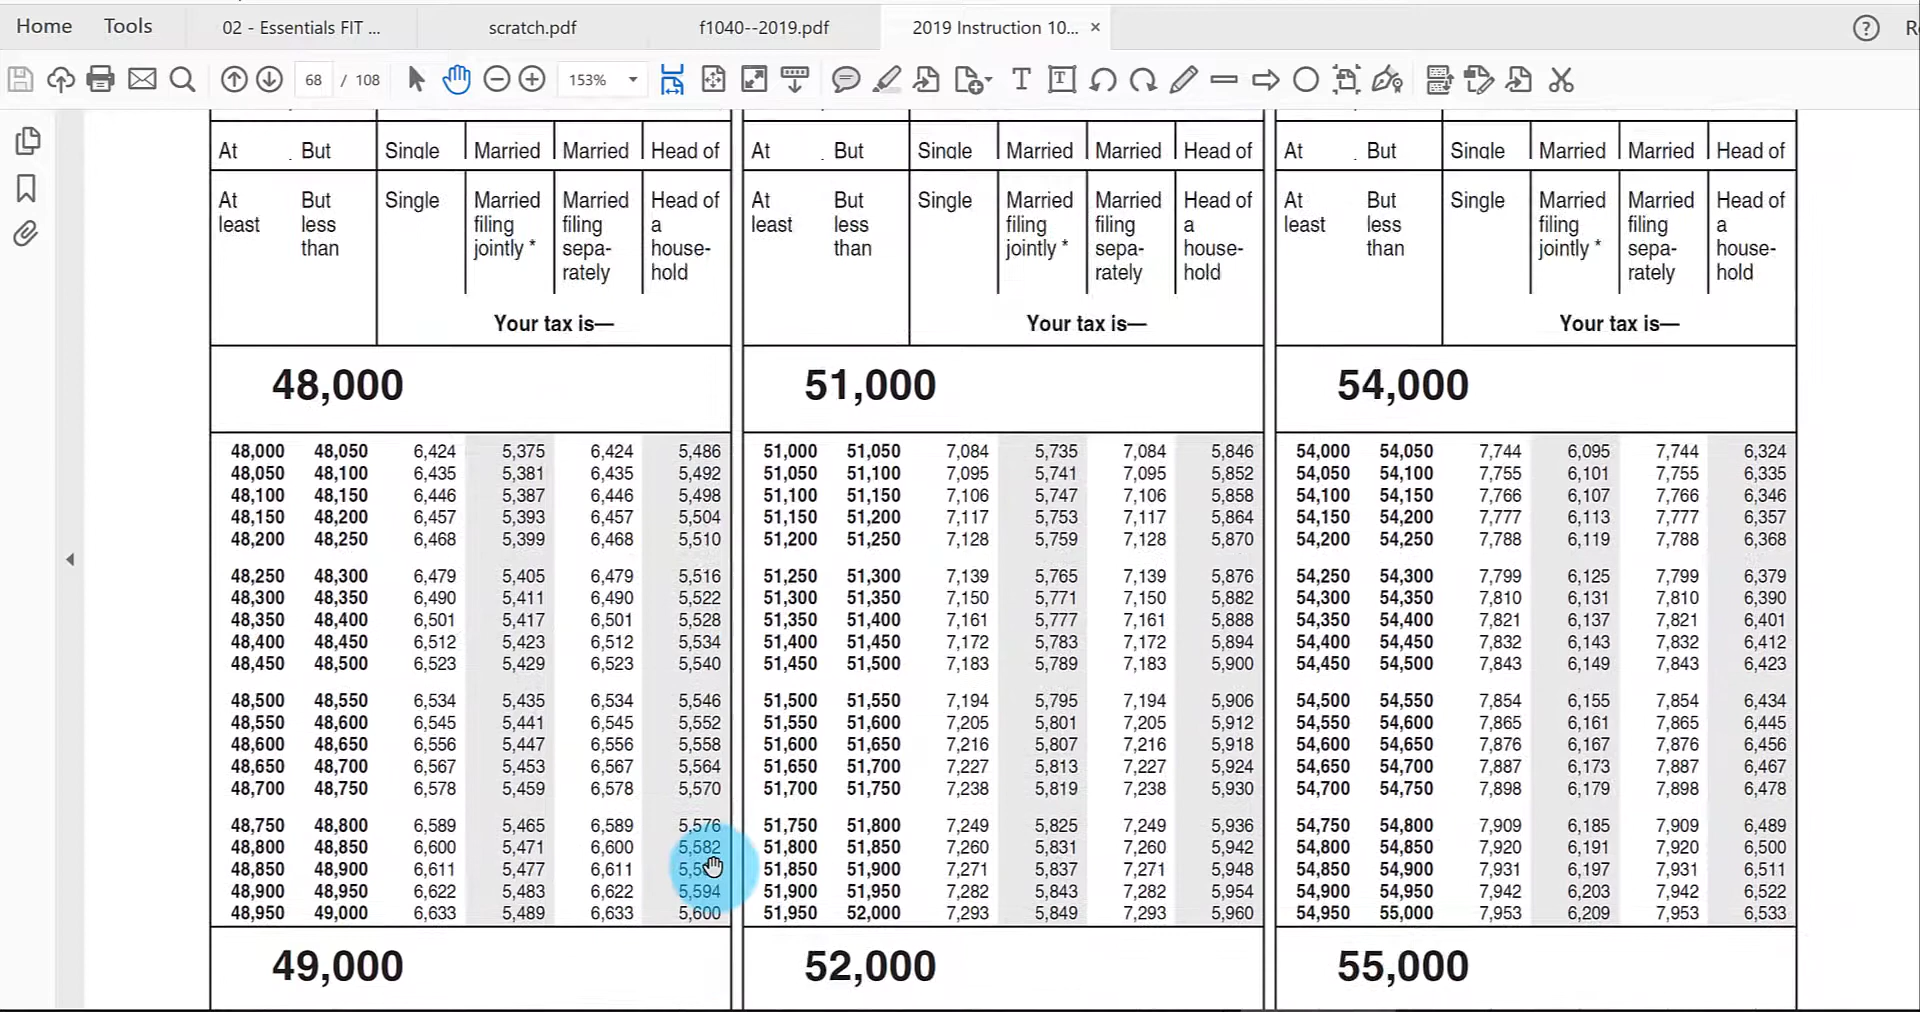 Home Tools 02 - Essentials FIT ... scratch.pdf f1040--2019.pdf 2019 Instruction 10... ×
68 / 108 153%
At But Single Married Married Head of At But Single Married Married Head of At But Single Married Married Head of
At But Single Married Married Head of At But Single Married Married Head of At But Single Married Married Head of
least less filing filing a least less filing filing a least less filing filing a
than jointly * sepa- house- than jointly * sepa- house- than jointly * sepa- house-
rately hold rately hold rately hold
Your tax is— Your tax is— Your tax is—
48,000 51,000 54,000
48,000 48,050 6,424 5,375 6,424 5,486 51,000 51,050 7,084 5,735 7,084 5,846 54,000 54,050 7,744 6,095 7,744 6,324
48,050 48,100 6,435 5,381 6,435 5,492 51,050 51,100 7,095 5,741 7,095 5,852 54,050 54,100 7,755 6,101 7,755 6,335
48,100 48,150 6,446 5,387 6,446 5,498 51,100 51,150 7,106 5,747 7,106 5,858 54,100 54,150 7,766 6,107 7,766 6,346
48,150 48,200 6,457 5,393 6,457 5,504 51,150 51,200 7,117 5,753 7,117 5,864 54,150 54,200 7,777 6,113 7,777 6,357
48,200 48,250 6,468 5,399 6,468 5,510 51,200 51,250 7,128 5,759 7,128 5,870 54,200 54,250 7,788 6,119 7,788 6,368
48,250 48,300 6,479 5,405 6,479 5,516 51,250 51,300 7,139 5,765 7,139 5,876 54,250 54,300 7,799 6,125 7,799 6,379
48,300 48,350 6,490 5,411 6,490 5,522 51,300 51,350 7,150 5,771 7,150 5,882 54,300 54,350 7,810 6,131 7,810 6,390
48,350 48,400 6,501 5,417 6,501 5,528 51,350 51,400 7,161 5,777 7,161 5,888 54,350 54,400 7,821 6,137 7,821 6,401
48,400 48,450 6,512 5,423 6,512 5,534 51,400 51,450 7,172 5,783 7,172 5,894 54,400 54,450 7,832 6,143 7,832 6,412
48,450 48,500 6,523 5,429 6,523 5,540 51,450 51,500 7,183 5,789 7,183 5,900 54,450 54,500 7,843 6,149 7,843 6,423
48,500 48,550 6,534 5,435 6,534 5,546 51,500 51,550 7,194 5,795 7,194 5,906 54,500 54,550 7,854 6,155 7,854 6,434
48,550 48,600 6,545 5,441 6,545 5,552 51,550 51,600 7,205 5,801 7,205 5,912 54,550 54,600 7,865 6,161 7,865 6,445
48,600 48,650 6,556 5,447 6,556 5,558 51,600 51,650 7,216 5,807 7,216 5,918 54,600 54,650 7,876 6,167 7,876 6,456
48,650 48,700 6,567 5,453 6,567 5,564 51,650 51,700 7,227 5,813 7,227 5,924 54,650 54,700 7,887 6,173 7,887 6,467
48,700 48,750 6,578 5,459 6,578 5,570 51,700 51,750 7,238 5,819 7,238 5,930 54,700 54,750 7,898 6,179 7,898 6,478
48,750 48,800 6,589 5,465 6,589 5,576 51,750 51,800 7,249 5,825 7,249 5,936 54,750 54,800 7,909 6,185 7,909 6,489
48,800 48,850 6,600 5,471 6,600 5,582 51,800 51,850 7,260 5,831 7,260 5,942 54,800 54,850 7,920 6,191 7,920 6,500
48,850 48,900 6,611 5,477 6,611 51,850 51,900 7,271 5,837 7,271 5,948 54,850 54,900 7,931 6,197 7,931 6,511
48,900 48,950 6,622 5,483 6,622 5,594 51,900 51,950 7,282 5,843 7,282 5,954 54,900 54,950 7,942 6,203 7,942 6,522
48,950 49,000 6,633 5,489 6,633 5,600 51,950 52,000 7,293 5,849 7,293 5,960 54,950 55,000 7,953 6,209 7,953 6,533
49,000 52,000 55,000